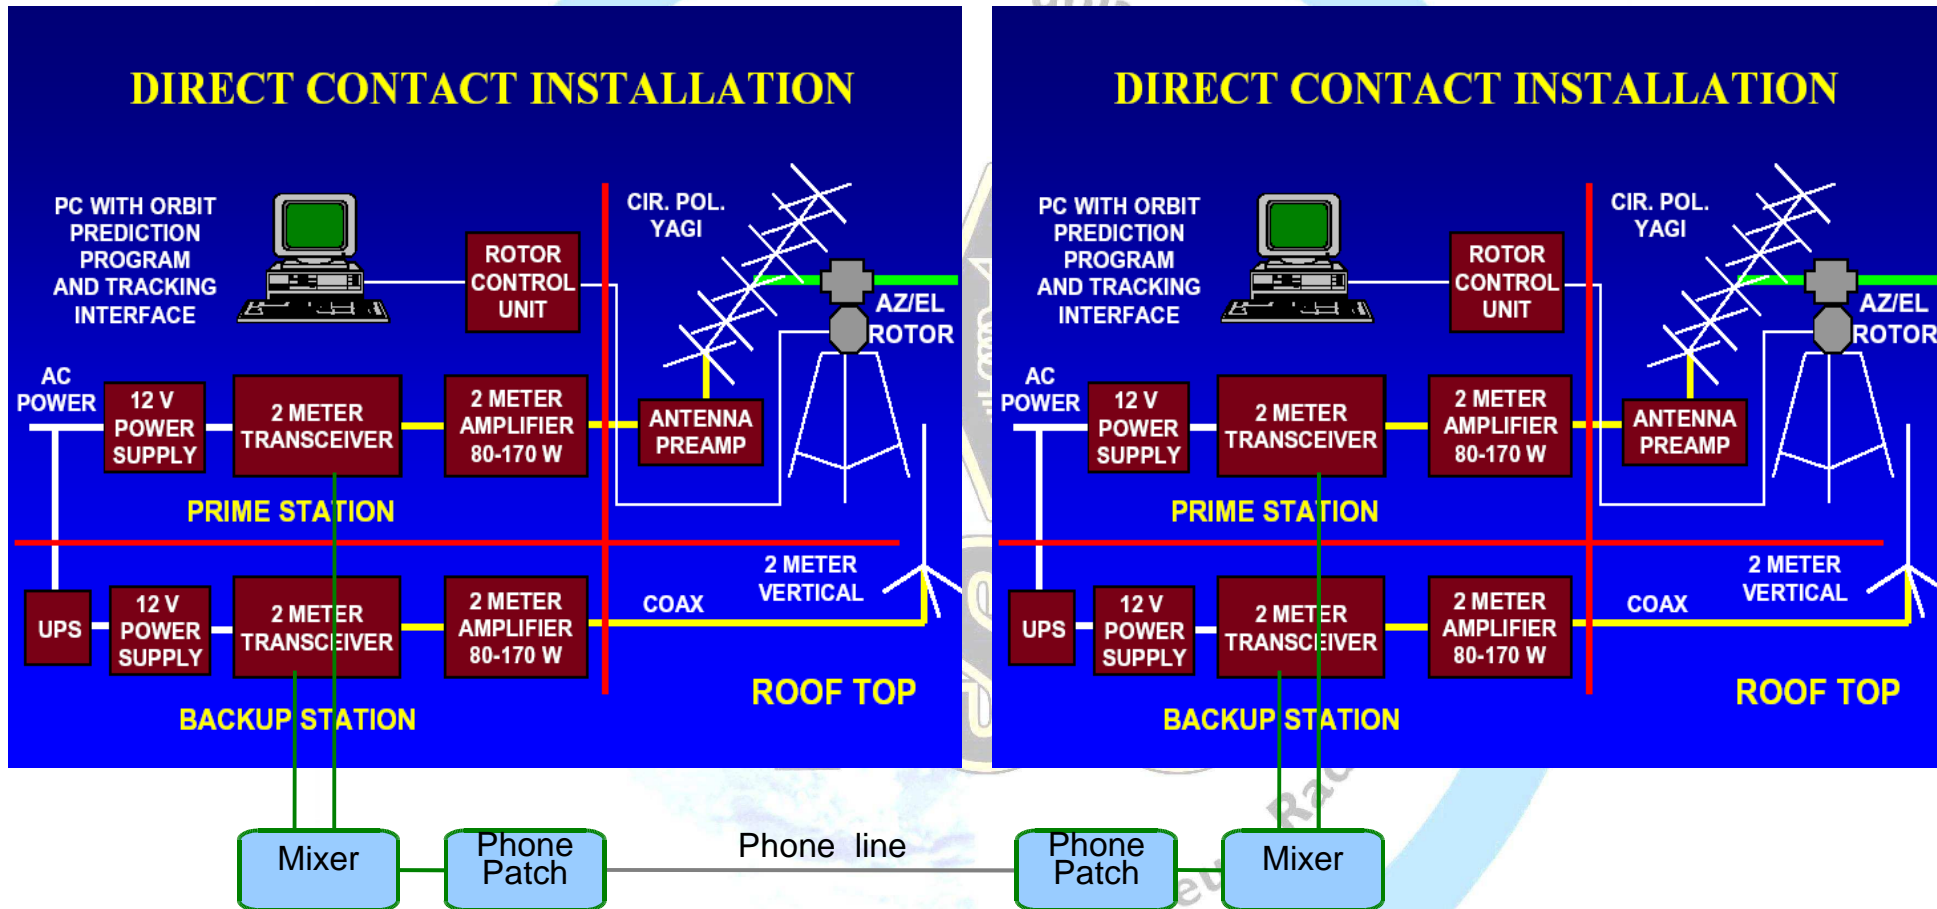 DIRECT CONTACT INSTALLATION
PC WITH ORBIT
PREDICTION
PROGRAM
AND TRACKING
INTERFACE
ROTOR
CONTROL
UNIT
CIR. POL.
YAGI
AZ/EL
ROTOR
AC
POWER
12 V
POWER
SUPPLY
2 METER
TRANSCEIVER
2 METER
AMPLIFIER
80-170 W
ANTENNA
PREAMP
PRIME STATION
2 METER
VERTICAL
UPS
12 V
POWER
SUPPLY
2 METER
TRANSCEIVER
2 METER
AMPLIFIER
80-170 W
COAX
BACKUP STATION
ROOF TOP
DIRECT CONTACT INSTALLATION
PC WITH ORBIT
PREDICTION
PROGRAM
AND TRACKING
INTERFACE
ROTOR
CONTROL
UNIT
CIR. POL.
YAGI
AZ/EL
ROTOR
AC
POWER
12 V
POWER
SUPPLY
2 METER
TRANSCEIVER
2 METER
AMPLIFIER
80-170 W
ANTENNA
PREAMP
PRIME STATION
2 METER
VERTICAL
UPS
12 V
POWER
SUPPLY
2 METER
TRANSCEIVER
2 METER
AMPLIFIER
80-170 W
COAX
BACKUP STATION
ROOF TOP
Mixer
Phone
Patch
Phone line
Phone
Patch
Mixer